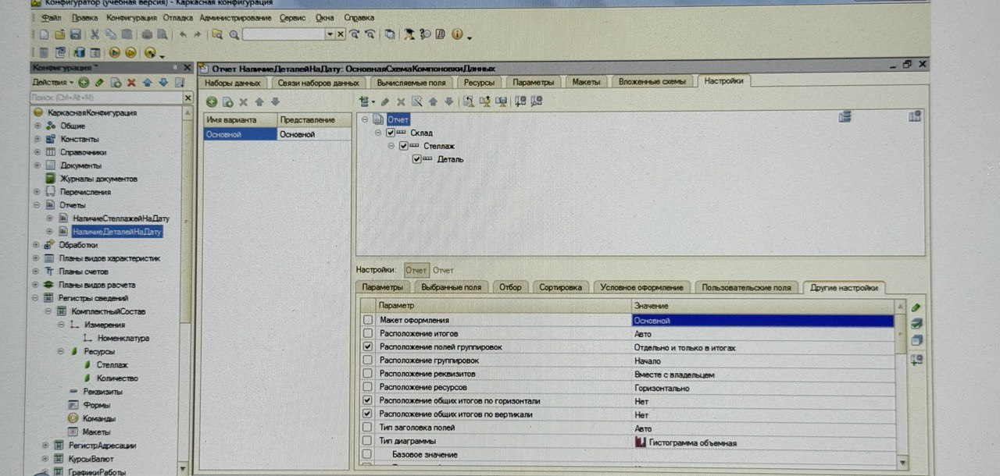 Конфигуратор (учебная версия) - Каркасная конфигурация
Файл Правка Конфигурация Отладка Администрирование Сервис Окна Справка
Конфигурация *
Действия
Поиск (Ctrl+Alt+M)
КаркаснаяКонфигурация
Общие
Константы
Справочники
Документы
Журналы документов
Перечисления
Отчеты
НаличиеСтеллажейНаДату
НаличиеДеталейНаДату
Обработки
Планы видов характеристик
Планы счетов
Планы видов расчета
Регистры сведений
КомплектныйСостав
Измерения
Номенклатура
Ресурсы
Стеллаж
Количество
Реквизиты
Формы
Команды
Макеты
РегистрАдресации
КурсыВалют
ГрафикиРаботы
Отчет НаличиеДеталейНаДату: ОсновнаяСхемаКомпоновкиДанных
Наборы данных Связи наборов данных Вычисляемые поля Ресурсы Параметры Макеты Вложенные схемы Настройки
Имя варианта Представление
Основной Основной
Отчет
Склад
Стеллаж
Деталь
Настройки: Отчет Отчет
Параметры Выбранные поля Отбор Сортировка Условное оформление Пользовательские поля Другие настройки
Параметр Значение
Макет оформления Основной
Расположение итогов Авто
Расположение полей группировок Отдельно и только в итогах
Расположение группировок Начало
Расположение реквизитов Вместе с владельцем
Расположение ресурсов Горизонтально
Расположение общих итогов по горизонтали Нет
Расположение общих итогов по вертикали Нет
Тип заголовка полей Авто
Тип диаграммы Гистограмма объемная
Базовое значение